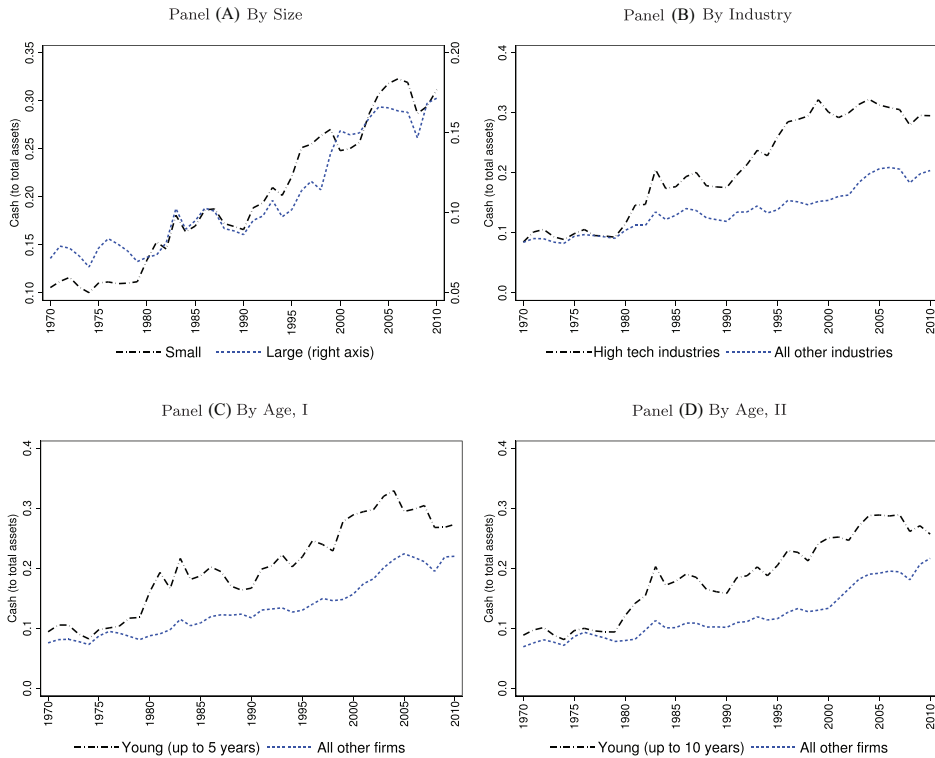 Panel (A) By Size
Cash (to total assets)
0.35
0.30
0.25
0.20
0.15
0.10
0.20
0.15
0.10
0.05
1970 1975 1980 1985 1990 1995 2000 2005 2010
Small Large (right axis)
Panel (B) By Industry
Cash (to total assets)
0.4
0.3
0.2
0.1
0.0
1970 1975 1980 1985 1990 1995 2000 2005 2010
High tech industries All other industries
Panel (C) By Age, I
Cash (to total assets)
0.4
0.3
0.2
0.1
0.0
1970 1975 1980 1985 1990 1995 2000 2005 2010
Young (up to 5 years) All other firms
Panel (D) By Age, II
Cash (to total assets)
0.4
0.3
0.2
0.1
0.0
1970 1975 1980 1985 1990 1995 2000 2005 2010
Young (up to 10 years) All other firms